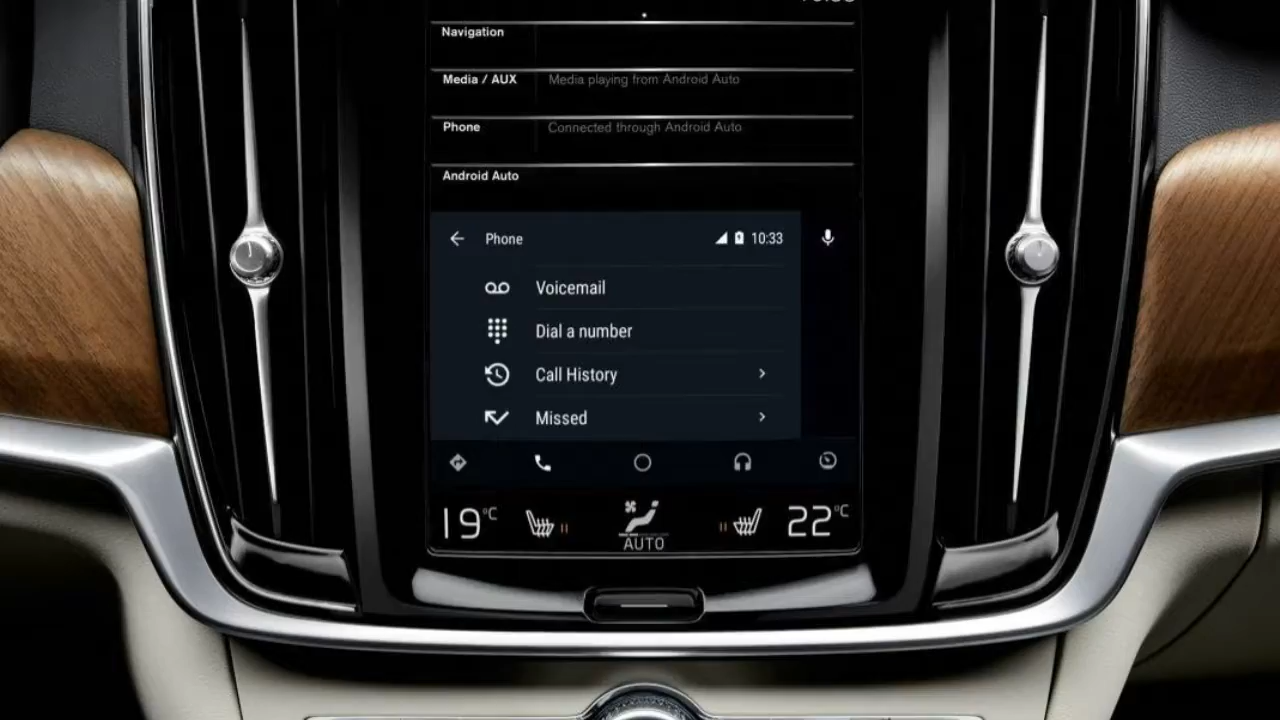 Navigation
Media / AUX Media playing from Android Auto
Phone Connected through Android Auto
Android Auto
Phone 10:33
Voicemail
Dial a number
Call History
Missed
19°C 22°C
AUTO